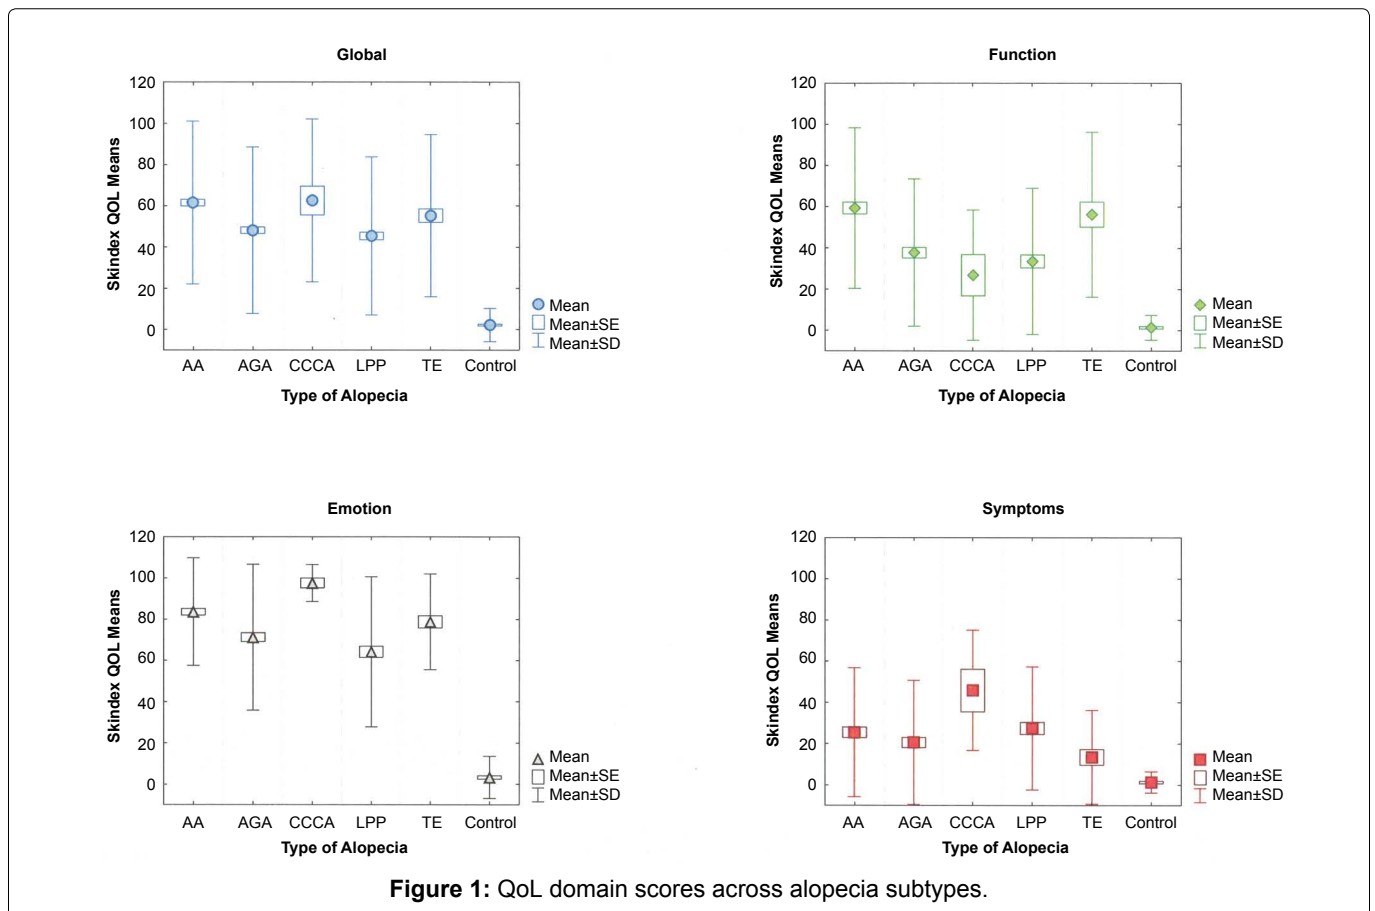 Global
Skindex QOL Means
120
100
80
60
40
20
0
AA AGA CCCA LPP TE Control
Type of Alopecia
Mean
Mean±SE
Mean±SD
Function
Skindex QOL Means
120
100
80
60
40
20
0
AA AGA CCCA LPP TE Control
Type of Alopecia
Mean
Mean±SE
Mean±SD
Emotion
Skindex QOL Means
120
100
80
60
40
20
0
AA AGA CCCA LPP TE Control
Type of Alopecia
Mean
Mean±SE
Mean±SD
Symptoms
Skindex QOL Means
120
100
80
60
40
20
0
AA AGA CCCA LPP TE Control
Type of Alopecia
Mean
Mean±SE
Mean±SD
Figure 1: QoL domain scores across alopecia subtypes.